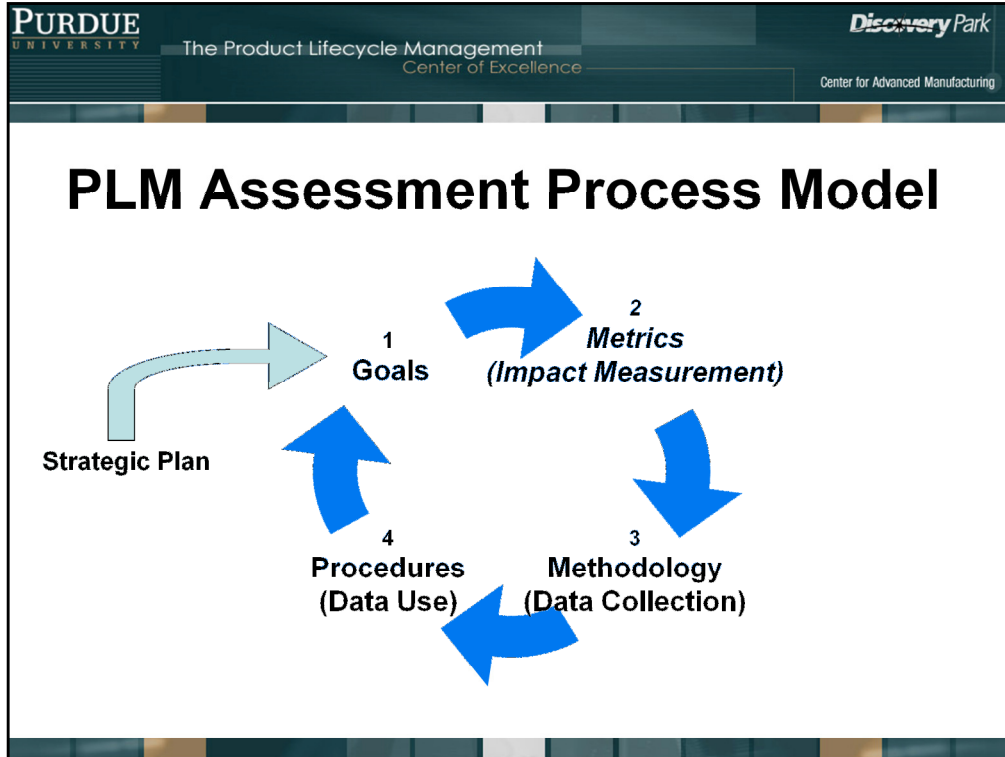 PURDUE
UNIVERSITY
The Product Lifecycle Management
Center of Excellence
Discovery Park
Center for Advanced Manufacturing
PLM Assessment Process Model
1
Goals
2
Metrics
(Impact Measurement)
Strategic Plan
3
Methodology
(Data Collection)
4
Procedures
(Data Use)